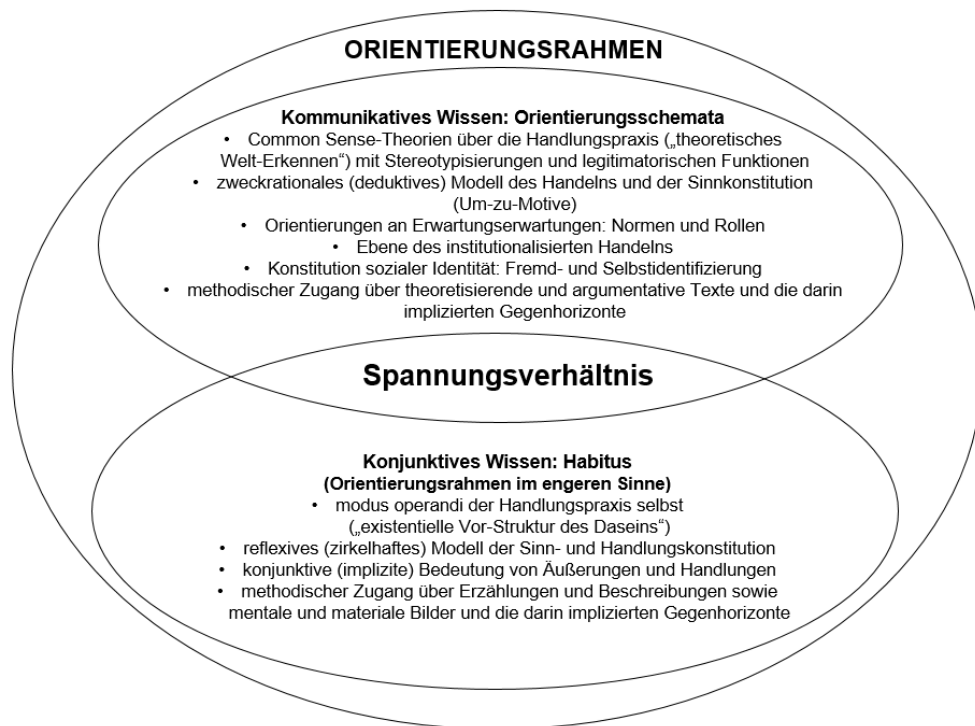 ORIENTIERUNGSRAHMEN
Kommunikatives Wissen: Orientierungsschemata
• Common Sense-Theorien über die Handlungspraxis („theoretisches
Welt-Erkennen“) mit Stereotypisierungen und legitimatorischen Funktionen
• zweckrationales (deduktives) Modell des Handelns und der Sinnkonstitution
(Um-zu-Motive)
• Orientierungen an Erwartungserwartungen: Normen und Rollen
• Ebene des institutionalisierten Handelns
• Konstitution sozialer Identität: Fremd- und Selbstidentifizierung
• methodischer Zugang über theoretisierende und argumentative Texte und die darin
implizierten Gegenhorizonte
Spannungsverhältnis
Konjunktives Wissen: Habitus
(Orientierungsrahmen im engeren Sinne)
• modus operandi der Handlungspraxis selbst
(„existentielle Vor-Struktur des Daseins“)
• reflexives (zirkelhaftes) Modell der Sinn- und Handlungskonstitution
• konjunktive (implizite) Bedeutung von Äußerungen und Handlungen
• methodischer Zugang über Erzählungen und Beschreibungen sowie
mentale und materiale Bilder und die darin implizierten Gegenhorizonte